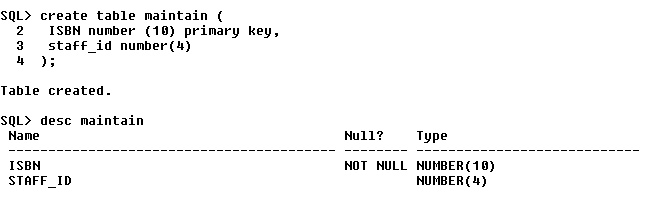 SQL> create table maintain (
  2   ISBN number (10) primary key,
  3   staff_id number(4)
  4  );
Table created.
SQL> desc maintain
 Name                                      Null?    Type
 ----------------------------------------- -------- ----------------------------
 ISBN                                      NOT NULL NUMBER(10)
 STAFF_ID                                           NUMBER(4)